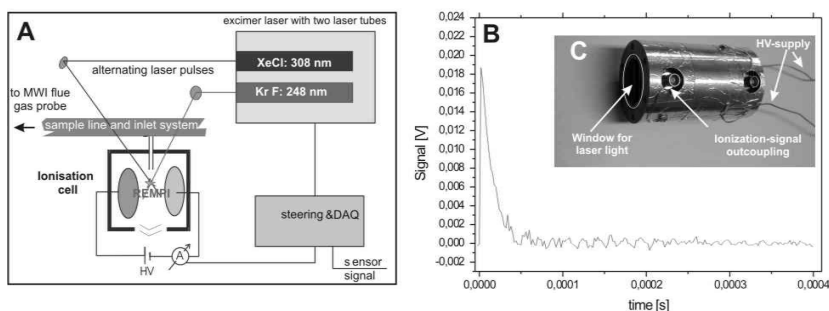 A
excimer laser with two laser tubes
XeCl: 308 nm
alternating laser pulses
Kr F: 248 nm
to MWI flue
gas probe
sample line and inlet system
Ionisation
cell
REMPI
steering &DAQ
HV
A
sensor
signal
B
C
HV-supply
Window for
laser light
Ionization-signal
outcoupling
Signal [V]
0,024
0,022
0,020
0,018
0,016
0,014
0,012
0,010
0,008
0,006
0,004
0,002
0,000
-0,002
0,0000
0,0001
0,0002
0,0003
0,0004
time [s]